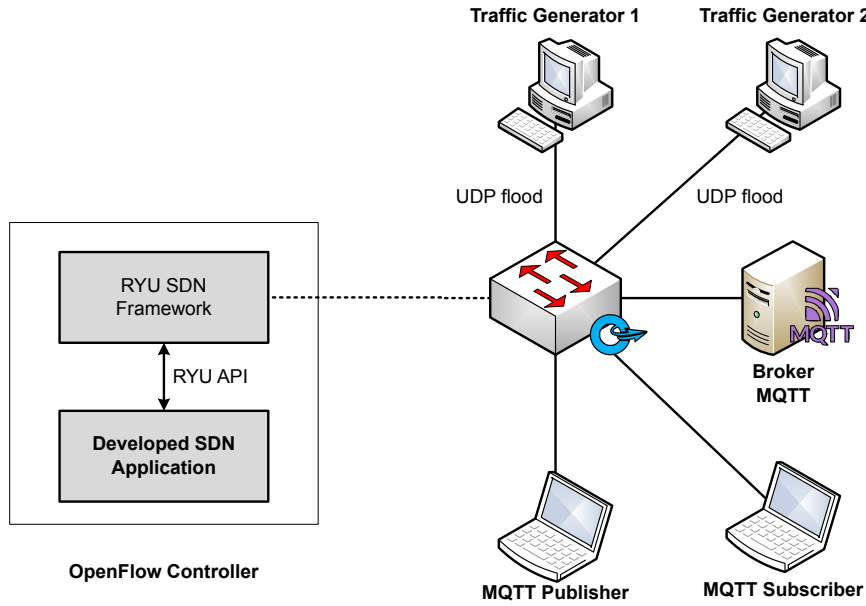 Traffic Generator 1
Traffic Generator 2
UDP flood
UDP flood
RYU SDN
Framework
RYU API
Developed SDN
Application
MQTT
Broker
MQTT
OpenFlow Controller
MQTT Publisher
MQTT Subscriber